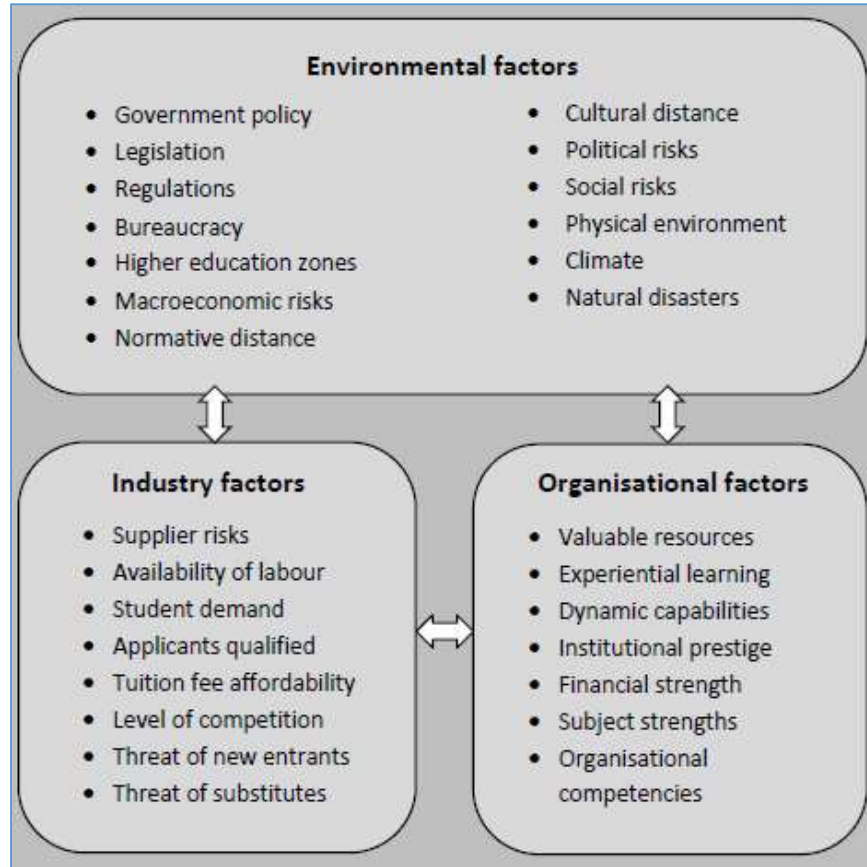 Environmental factors
• Government policy
• Legislation
• Regulations
• Bureaucracy
• Higher education zones
• Macroeconomic risks
• Normative distance
• Cultural distance
• Political risks
• Social risks
• Physical environment
• Climate
• Natural disasters
Industry factors
• Supplier risks
• Availability of labour
• Student demand
• Applicants qualified
• Tuition fee affordability
• Level of competition
• Threat of new entrants
• Threat of substitutes
Organisational factors
• Valuable resources
• Experiential learning
• Dynamic capabilities
• Institutional prestige
• Financial strength
• Subject strengths
• Organisational
competencies